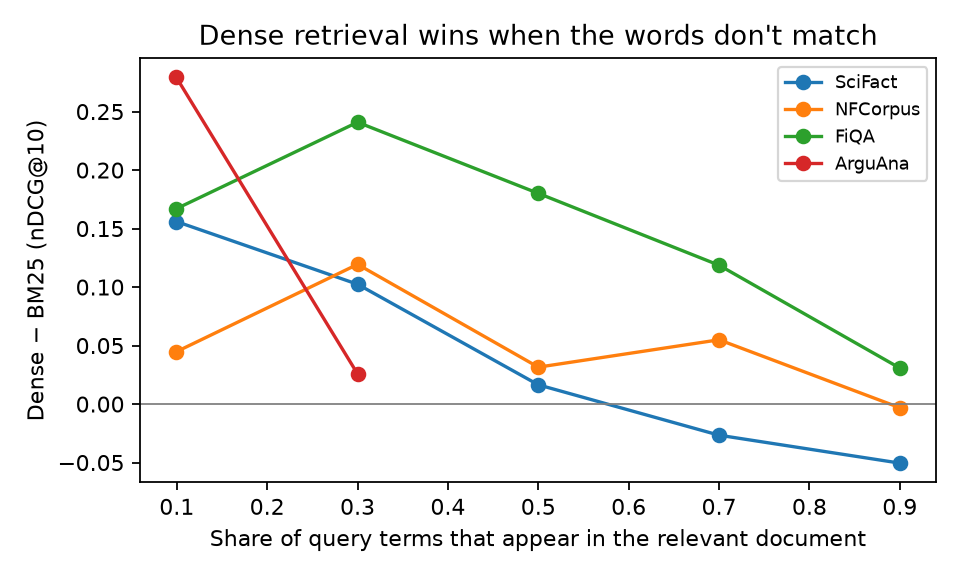 Dense retrieval wins when the words don't match
Dense − BM25 (nDCG@10)
0.25
0.20
0.15
0.10
0.05
0.00
−0.05
SciFact
NFCorpus
FiQA
ArguAna
0.1 0.2 0.3 0.4 0.5 0.6 0.7 0.8 0.9
Share of query terms that appear in the relevant document